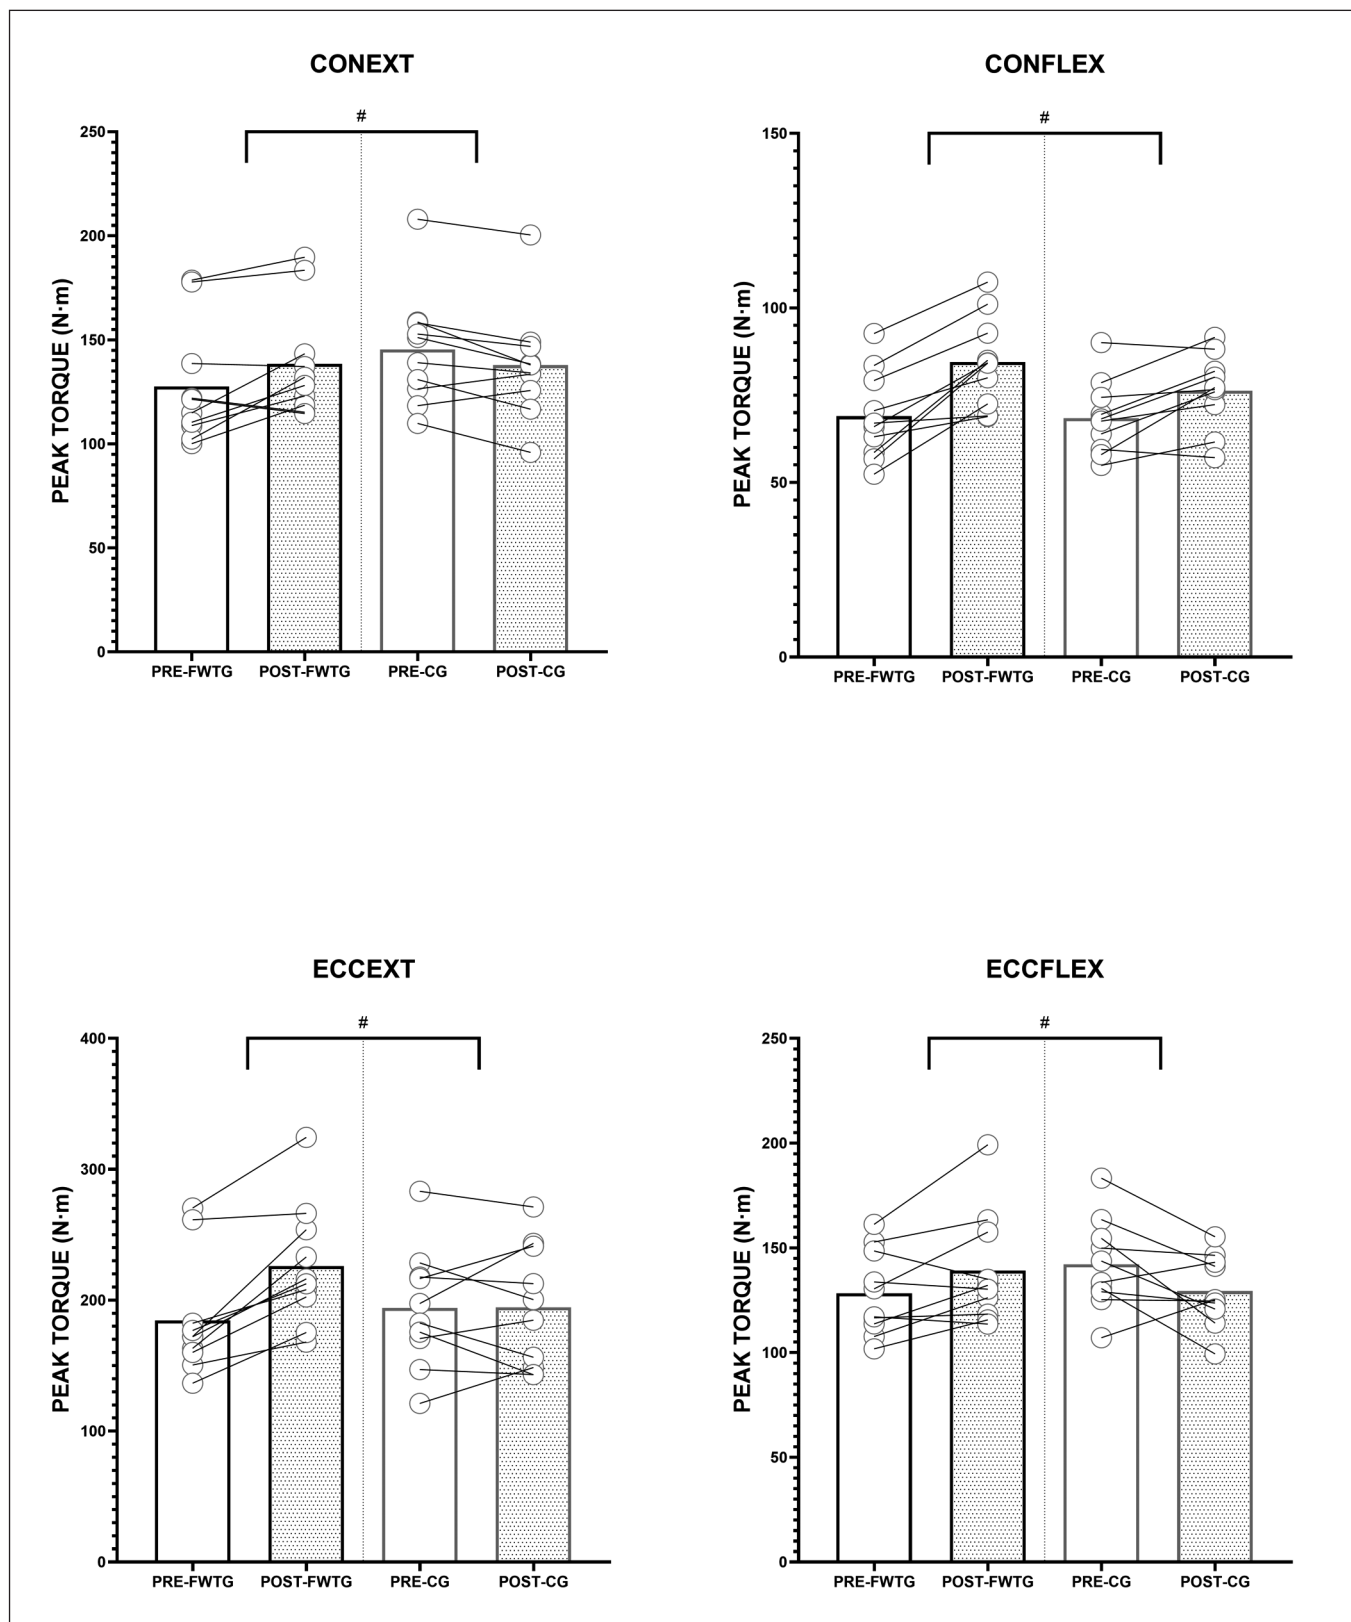 CONEXT
#
PEAK TORQUE (N·m)
250
200
150
100
50
0
PRE-FWTG POST-FWTG PRE-CG POST-CG
CONFLEX
#
PEAK TORQUE (N·m)
150
100
50
0
PRE-FWTG POST-FWTG PRE-CG POST-CG
ECCEXT
#
PEAK TORQUE (N·m)
400
300
200
100
0
PRE-FWTG POST-FWTG PRE-CG POST-CG
ECCFLEX
#
PEAK TORQUE (N·m)
250
200
150
100
50
0
PRE-FWTG POST-FWTG PRE-CG POST-CG